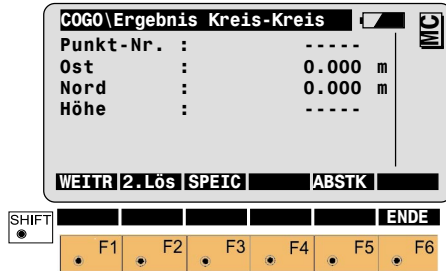 COGO\Ergebnis Kreis-Kreis MC
Punkt-Nr. : -----
Ost : 0.000 m
Nord : 0.000 m
Höhe : -----
WEITR 2.Lös SPEIC ABSTK
SHIFT ENDE
F1 F2 F3 F4 F5 F6